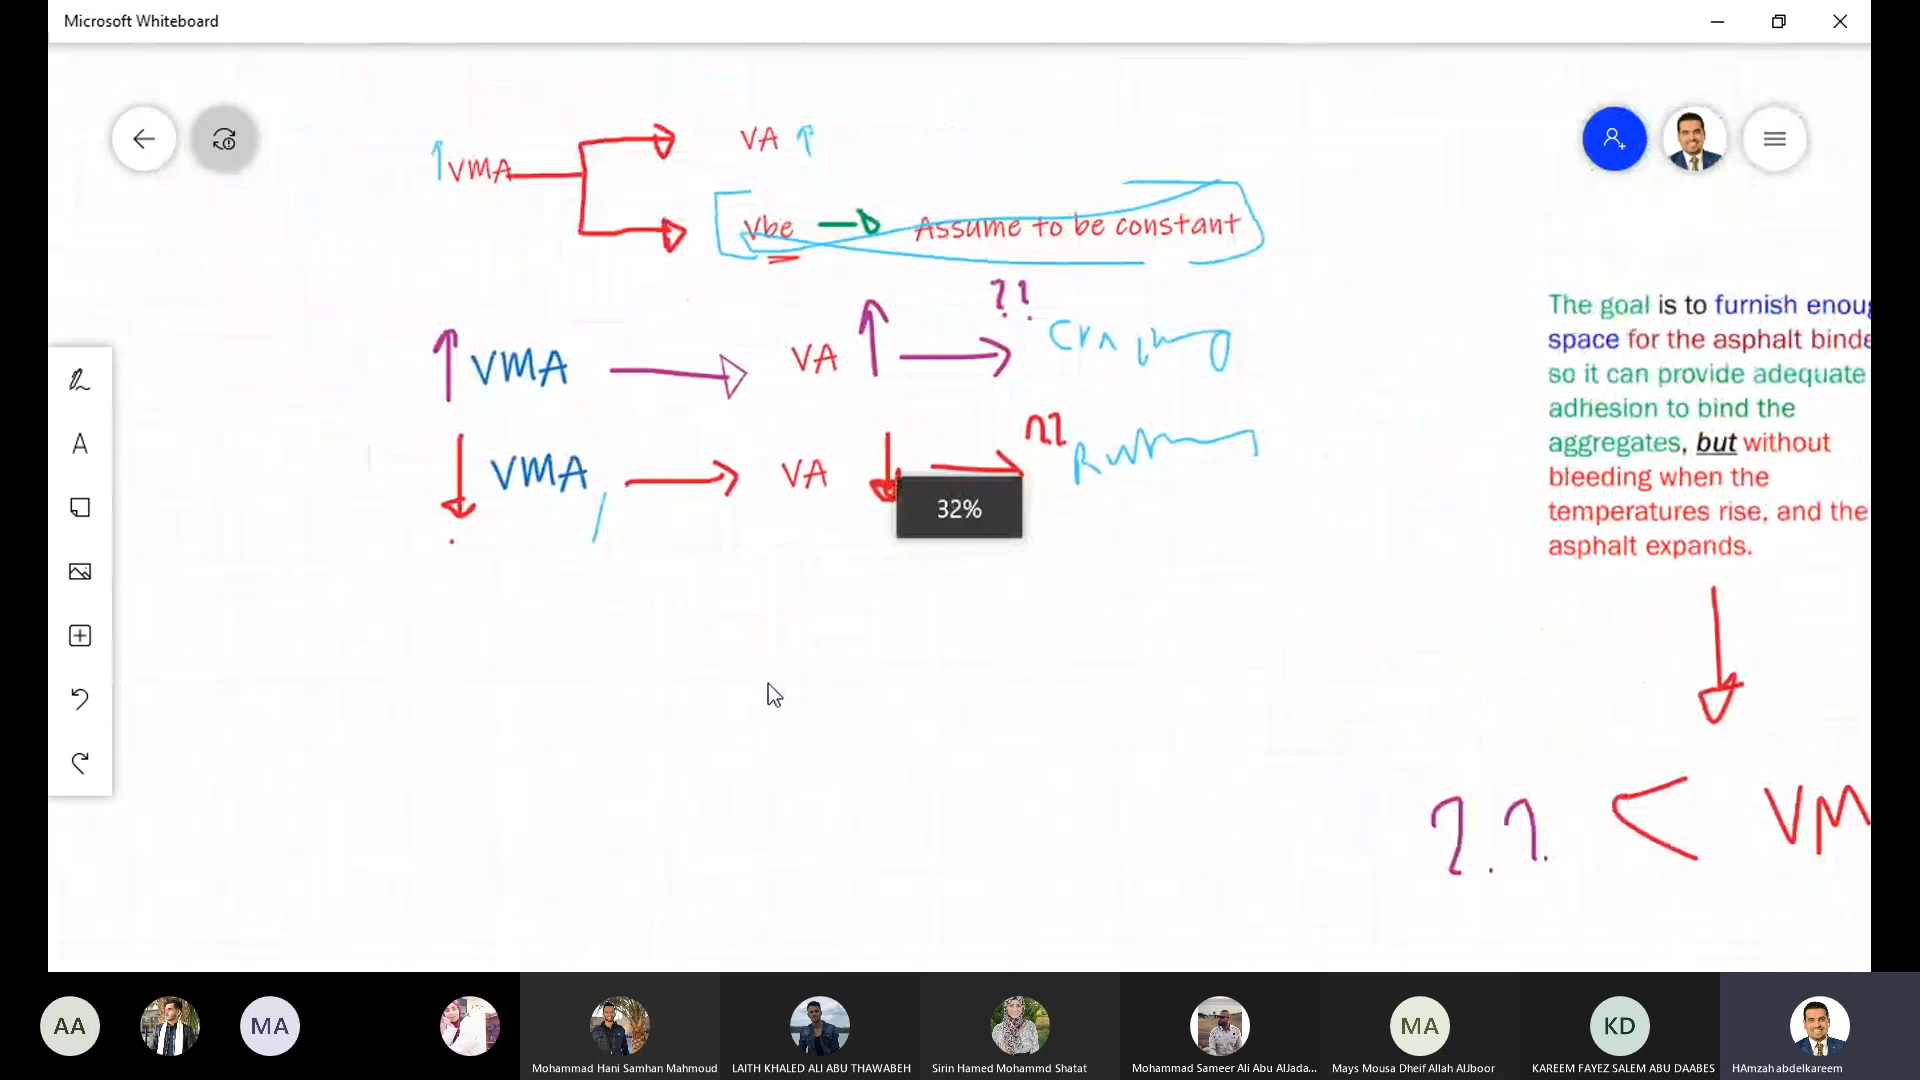 Microsoft Whiteboard
↑VMA
VA ↑
Vbe → Assume to be constant
??
↑ VMA → VA ↑ →
↓ VMA → VA ↓ →
32%
The goal is to furnish enou
space for the asphalt binde
so it can provide adequate
adhesion to bind the
aggregates, but without
bleeding when the
temperatures rise, and the
asphalt expands.
?.?. < VM
A
AA
MA
MA
KD
Mohammad Hani Samhan Mahmoud
LAITH KHALED ALI ABU THAWABEH
Sirin Hamed Mohammd Shatat
Mohammad Sameer Ali Abu AlJada...
Mays Mousa Dheif Allah AlJboor
KAREEM FAYEZ SALEM ABU DAABES
HAmzah abdelkareem